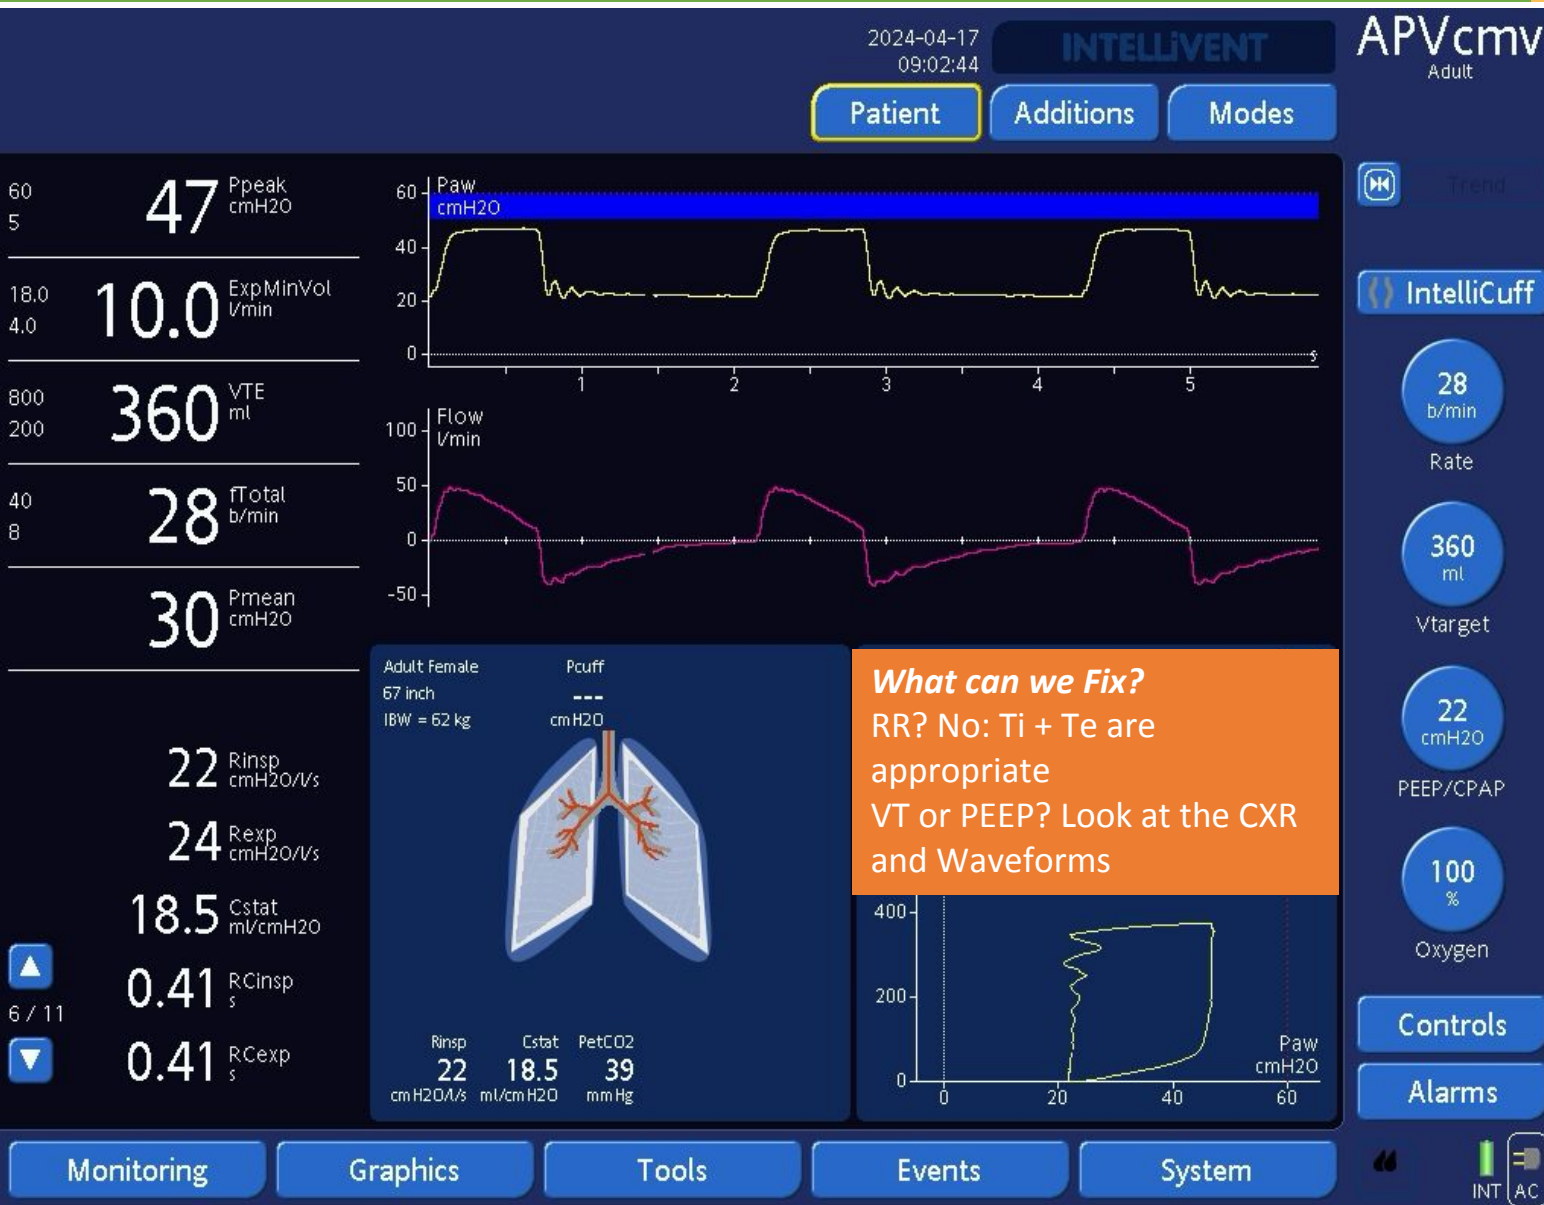 2024-04-17
09:02:44
INTELLiVENT
APVcmv
Adult
Patient
Additions
Modes
60
5
47
Ppeak
cmH2O
18.0
4.0
10.0
ExpMinVol
l/min
800
200
360
VTE
ml
40
8
28
fTotal
b/min
30
Pmean
cmH2O
22
Rinsp
cmH2O/l/s
24
Rexp
cmH2O/l/s
18.5
Cstat
ml/cmH2O
0.41
RCinsp
s
0.41
RCexp
s
6 / 11
60
Paw
cmH2O
40
20
0
s
1 2 3 4 5
100
Flow
l/min
50
0
-50
Adult Female
67 inch
IBW = 62 kg
Pcuff
---
cmH2O
Rinsp
22
cmH2O/l/s
Cstat
18.5
ml/cmH2O
PetCO2
39
mmHg
What can we Fix?
RR? No: Ti + Te are
appropriate
VT or PEEP? Look at the CXR
and Waveforms
400
200
0
Paw
cmH2O
0 20 40 60
Trend
IntelliCuff
28
b/min
Rate
360
ml
Vtarget
22
cmH2O
PEEP/CPAP
100
%
Oxygen
Controls
Alarms
Monitoring
Graphics
Tools
Events
System
INT
AC